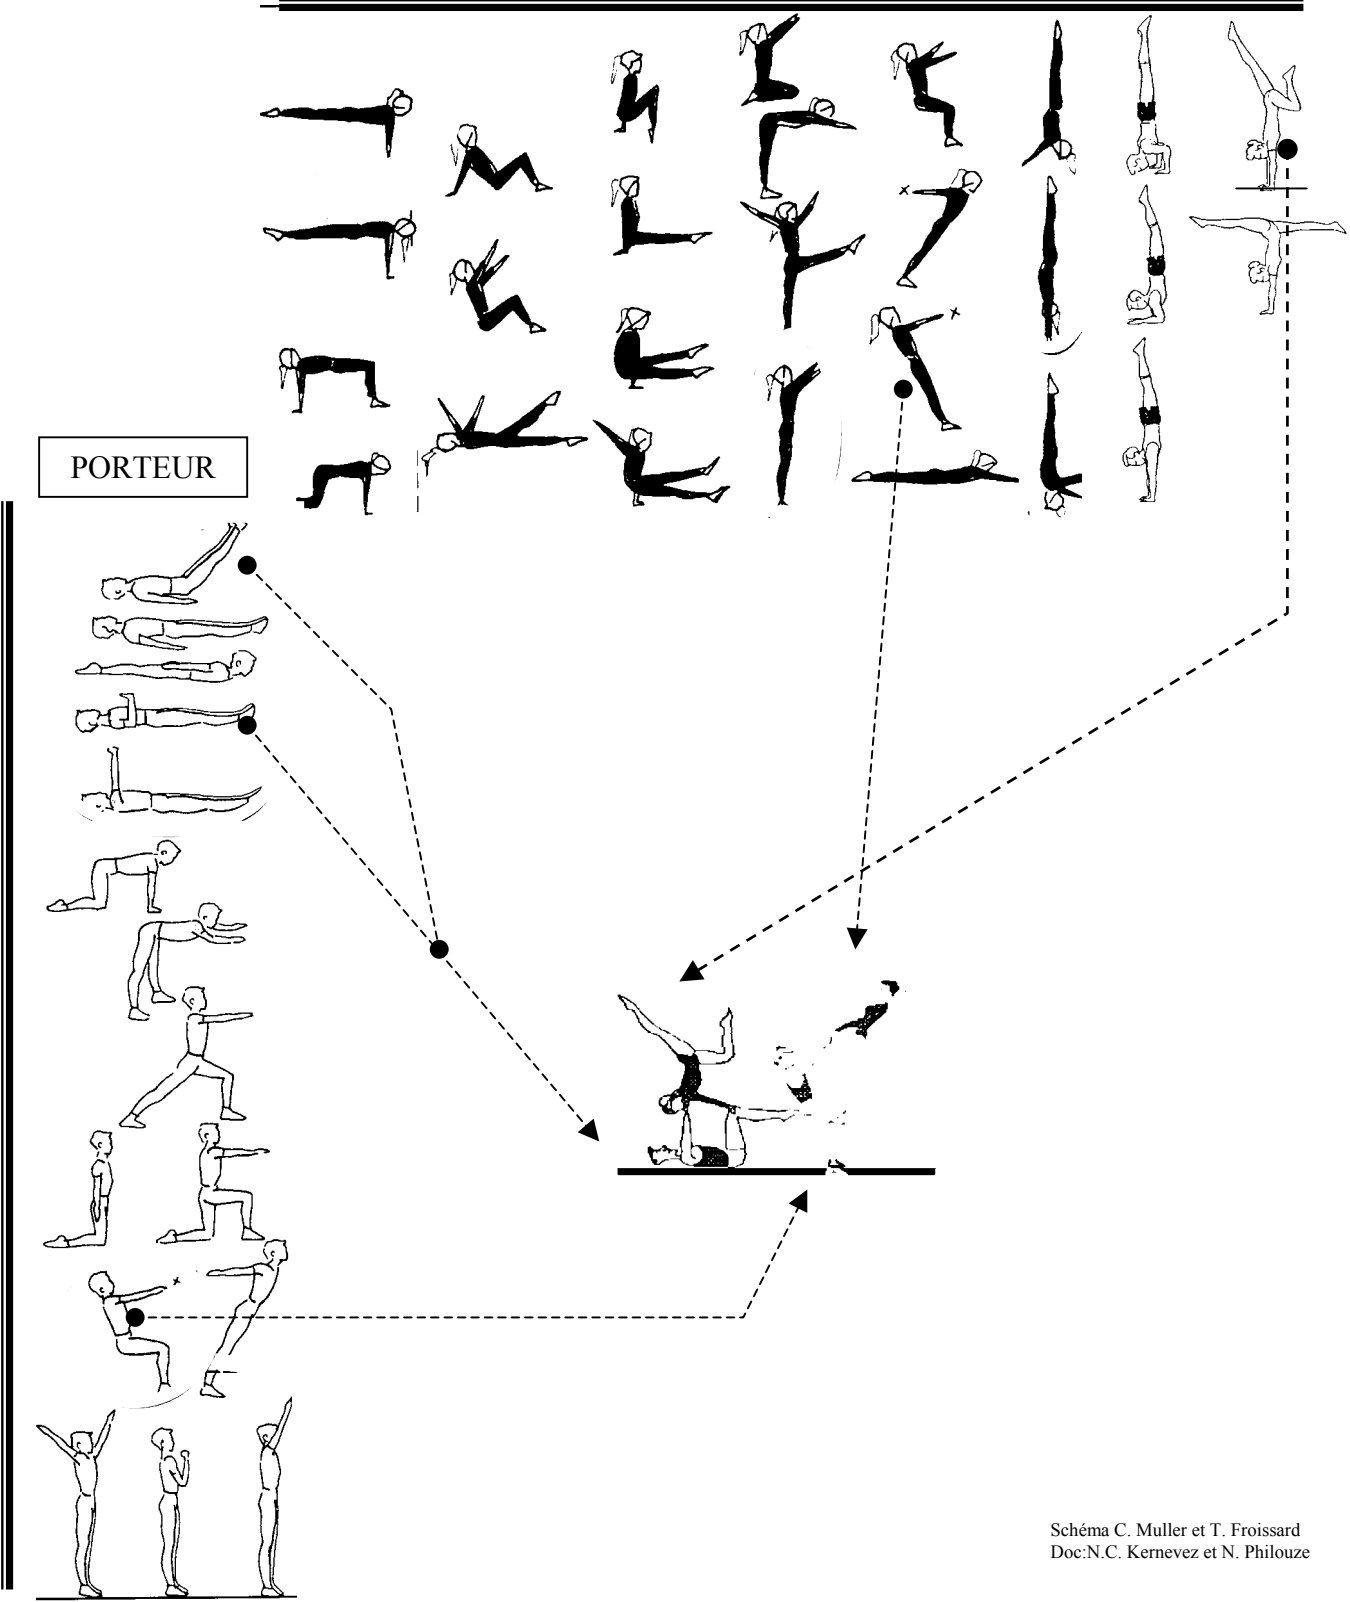 PORTEUR
Schéma C. Muller et T. Froissard
Doc:N.C. Kernevez et N. Philouze